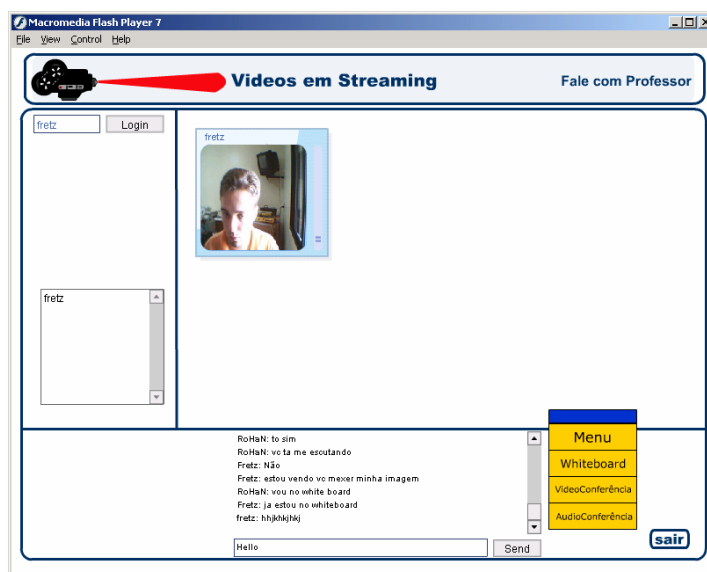 Macromedia Flash Player 7
File View Control Help
Videos em Streaming
Fale com Professor
fretz
Login
fretz
fretz
RoHaN: to sim
RoHaN: vc ta me escutando
Fretz: Não
Fretz: estou vendo vc mexer minha imagem
RoHaN: vou no white board
Fretz: ja estou no whiteboard
fretz: hhjkhkjhkj
Hello
Send
Menu
Whiteboard
VideoConferência
AudioConferência
sair